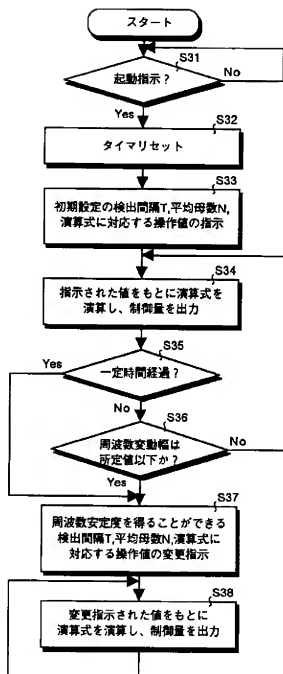 スタート
S31
起動指示？
No
Yes
S32
タイマリセット
S33
初期設定の検出間隔T,平均母数N,
演算式に対応する操作値の指示
S34
指示された値をもとに演算式を
演算し、制御量を出力
S35
Yes
一定時間経過？
No
S36
周波数変動幅は
所定値以下か？
No
Yes
S37
周波数安定度を得ることができる
検出間隔T,平均母数N,演算式に
対応する操作値の変更指示
S38
変更指示された値をもとに
演算式を演算し、制御量を出力